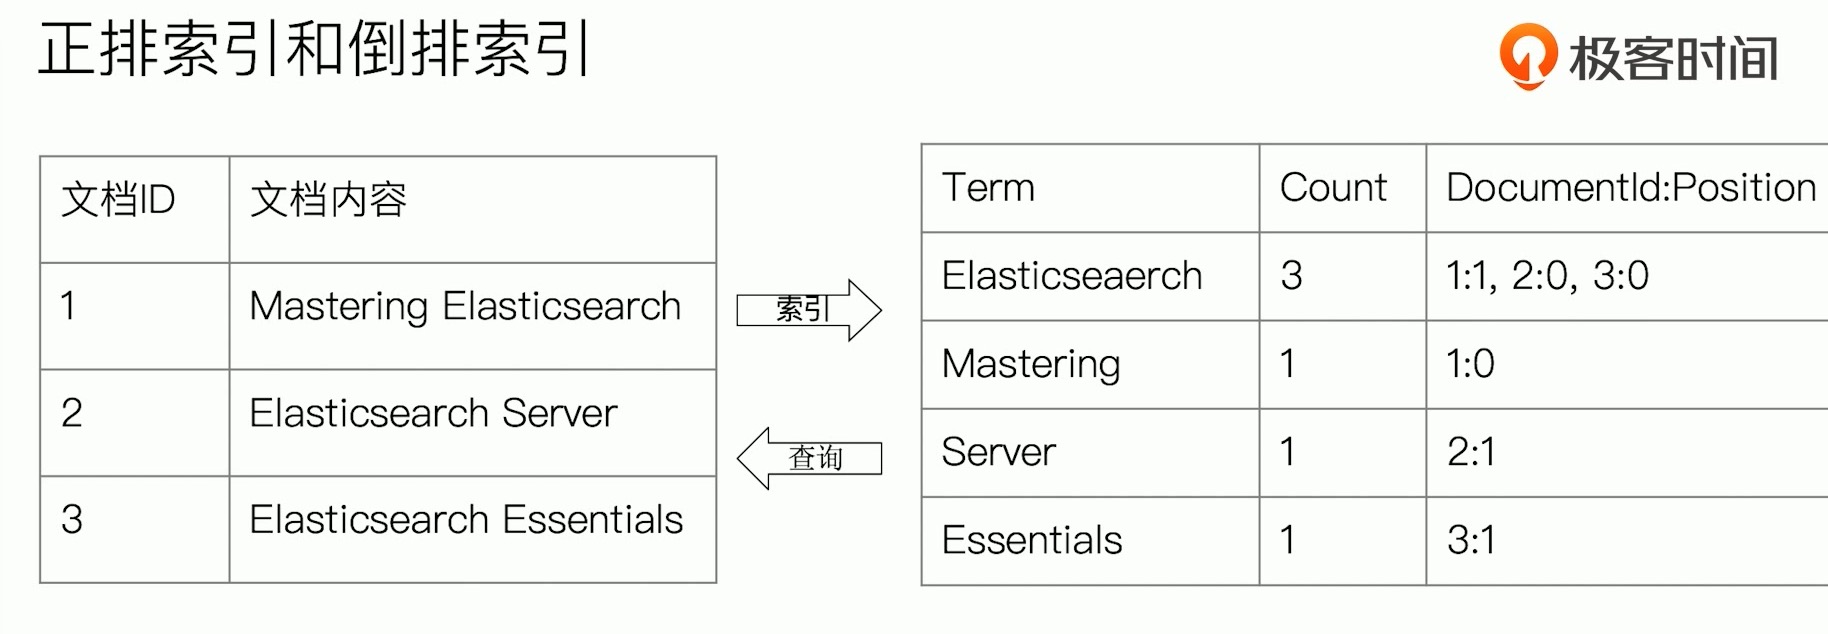 正排索引和倒排索引
极客时间
文档ID 文档内容
1 Mastering Elasticsearch
2 Elasticsearch Server
3 Elasticsearch Essentials
索引
查询
Term Count DocumentId:Position
Elasticseaerch 3 1:1, 2:0, 3:0
Mastering 1 1:0
Server 1 2:1
Essentials 1 3:1